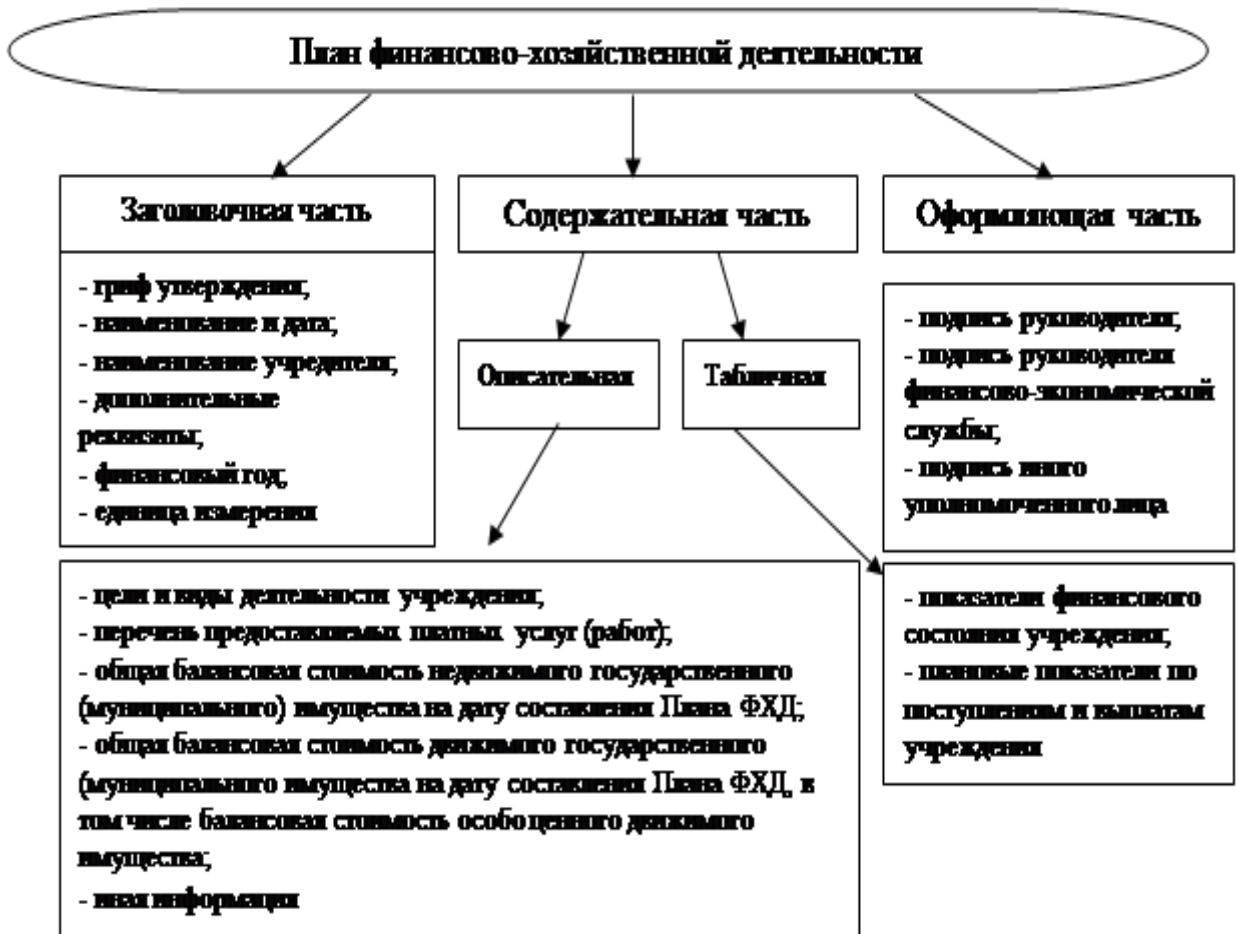 План финансово-хозяйственной деятельности
Заголовочная часть
- гриф утверждения;
- наименование и дата;
- наименование учредителя;
- дополнительные
реквизиты;
- финансовый год;
- единица измерения
Содержательная часть
Описательная
Табличная
Оформляющая часть
- подпись руководителя;
- подпись руководителя
финансово-экономической
службы;
- подпись иного
уполномоченного лица
- цели и виды деятельности учреждения;
- перечень предоставляемых платных услуг (работ);
- общая балансовая стоимость недвижимого государственного
(муниципального) имущества на дату составления Плана ФХД;
- общая балансовая стоимость движимого государственного
(муниципального имущества на дату составления Плана ФХД, в
том числе балансовая стоимость особо ценного движимого
имущества;
- иная информация
- показатели финансового
состояния учреждения;
- плановые показатели по
поступлениям и выплатам
учреждения